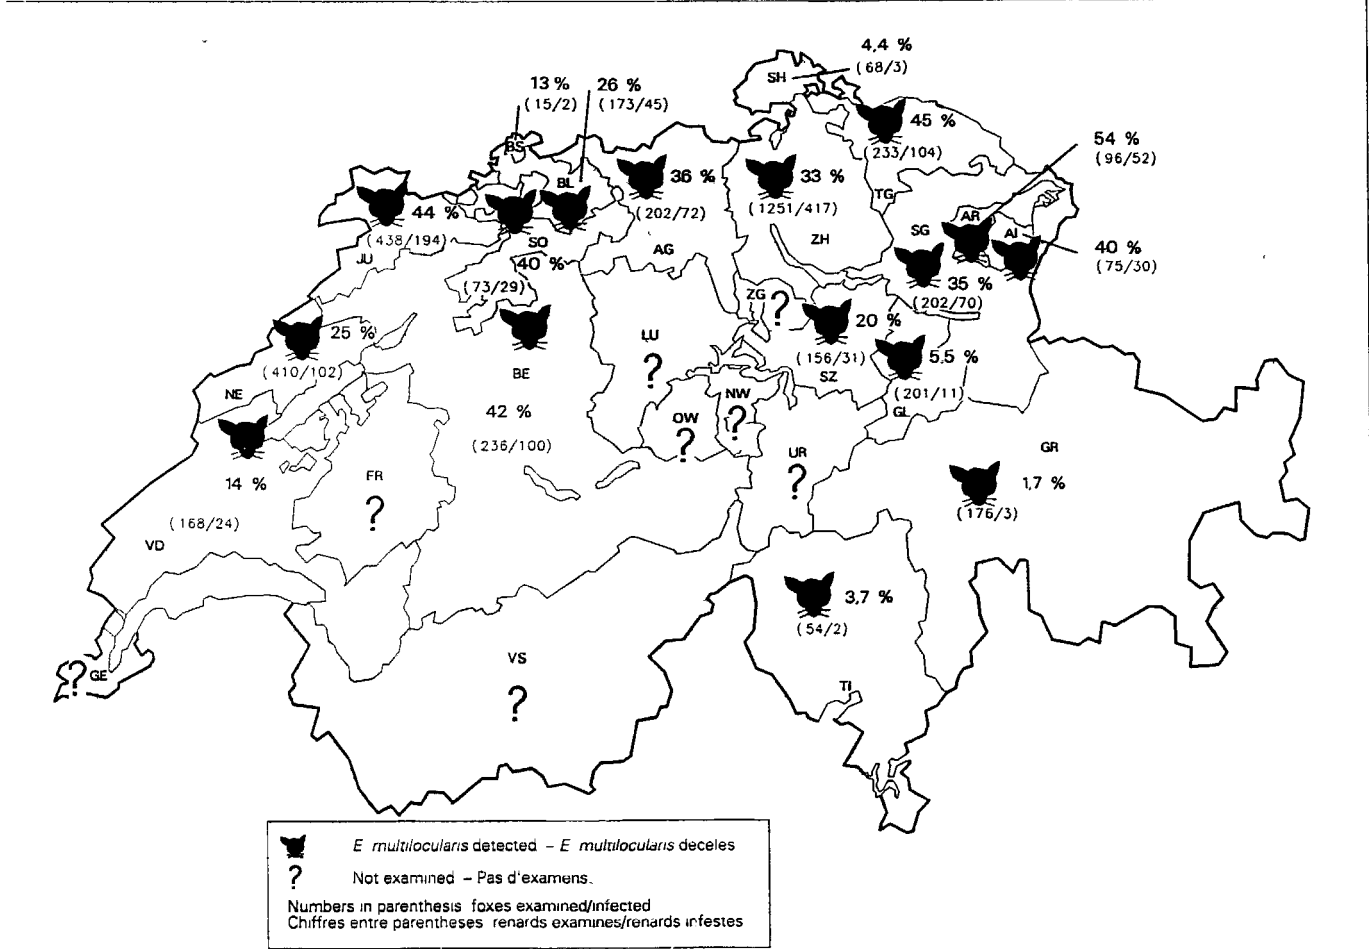 4,4 %
SH
(68/3)
13 %
(15/2)
26 %
(173/45)
BS
45 %
(233/104)
54 %
(96/52)
BL
36 %
(202/72)
33 %
(1251/417)
TG
44 %
(438/194)
JU
SO
40 %
(73/29)
AG
ZH
SG
AR
AI
40 %
(75/30)
35 %
(202/70)
ZG
?
20 %
(156/31)
SZ
5,5 %
(201/11)
GL
25 %
(410/102)
NE
BE
42 %
(236/100)
LU
?
NW
?
OW
?
UR
?
GR
1,7 %
(176/3)
14 %
(168/24)
VD
FR
?
3,7 %
(54/2)
TI
VS
?
?
GE
E multilocularis detected – E multilocularis deceles
? Not examined – Pas d'examens.
Numbers in parenthesis foxes examined/infected
Chiffres entre parentheses renards examines/renards infestes